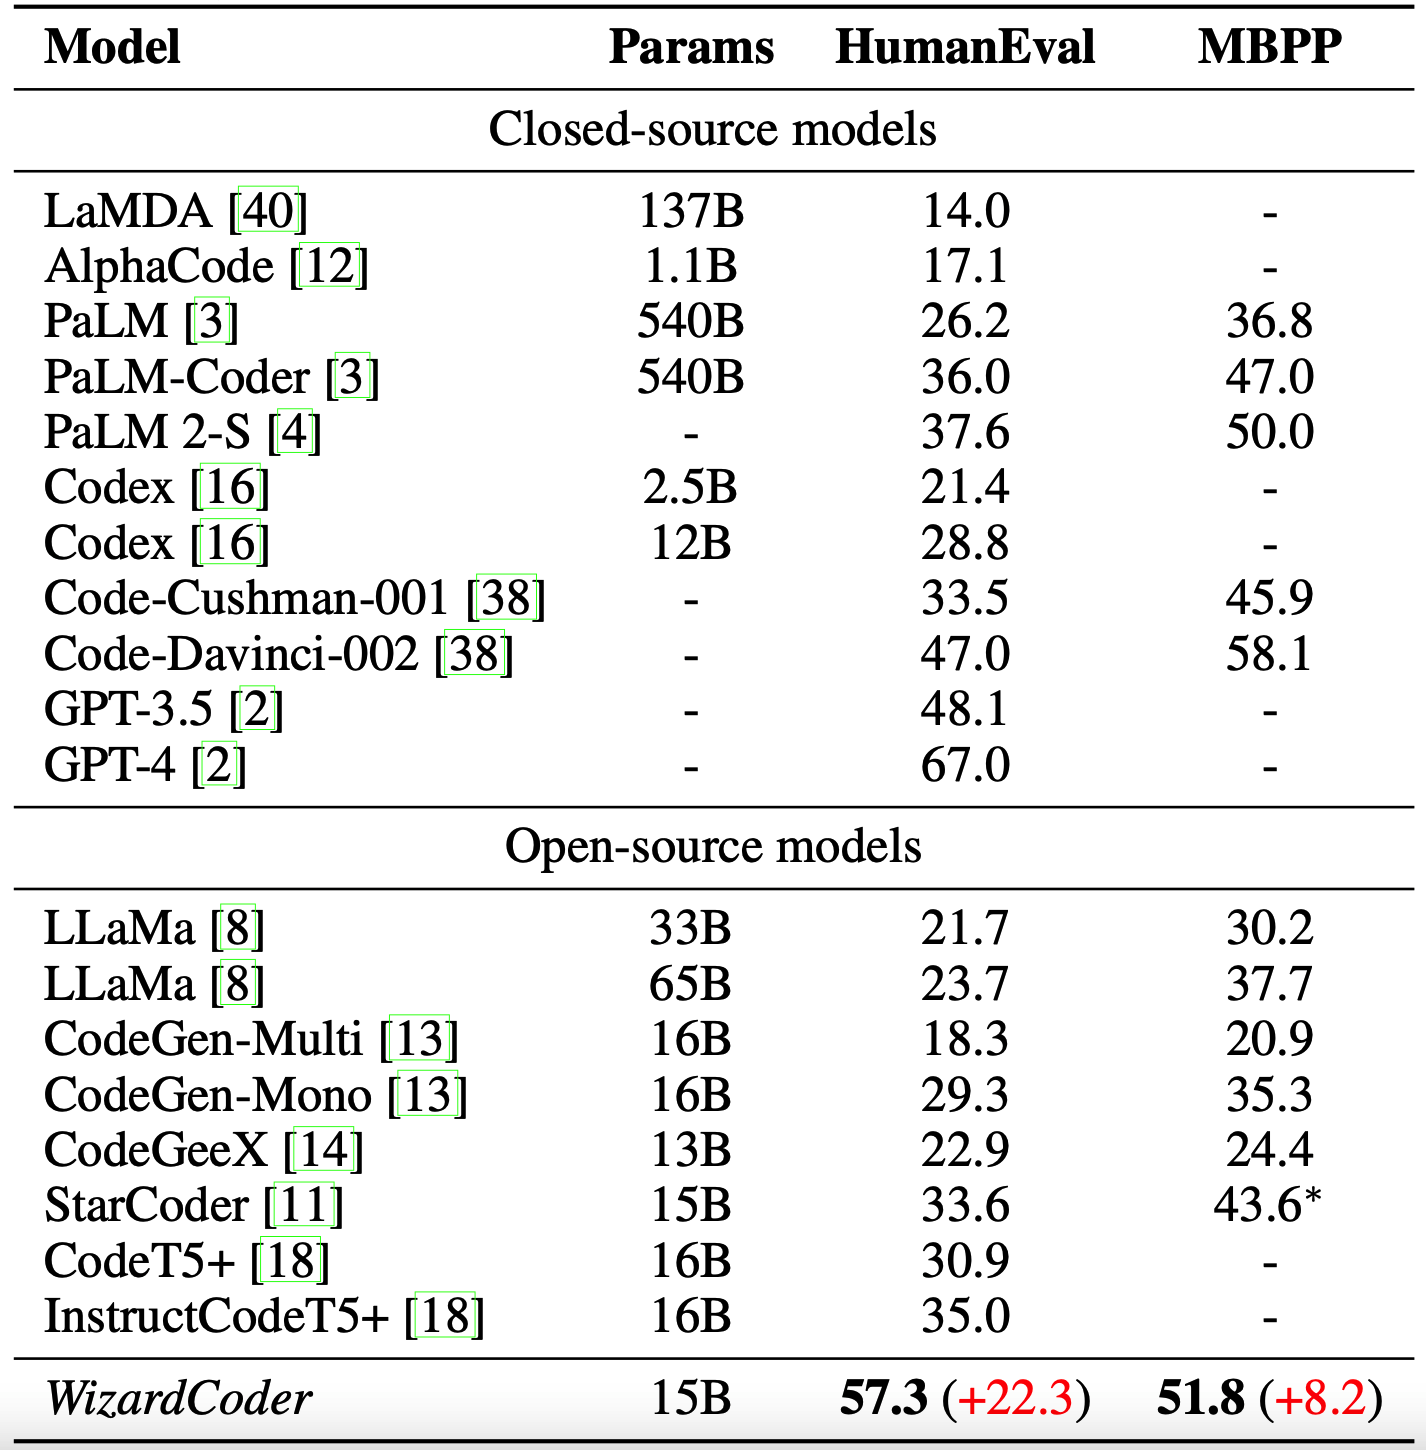 Model Params HumanEval MBPP
Closed-source models
LaMDA [40] 137B 14.0 -
AlphaCode [12] 1.1B 17.1 -
PaLM [3] 540B 26.2 36.8
PaLM-Coder [3] 540B 36.0 47.0
PaLM 2-S [4] - 37.6 50.0
Codex [16] 2.5B 21.4 -
Codex [16] 12B 28.8 -
Code-Cushman-001 [38] - 33.5 45.9
Code-Davinci-002 [38] - 47.0 58.1
GPT-3.5 [2] - 48.1 -
GPT-4 [2] - 67.0 -
Open-source models
LLaMa [8] 33B 21.7 30.2
LLaMa [8] 65B 23.7 37.7
CodeGen-Multi [13] 16B 18.3 20.9
CodeGen-Mono [13] 16B 29.3 35.3
CodeGeeX [14] 13B 22.9 24.4
StarCoder [11] 15B 33.6 43.6*
CodeT5+ [18] 16B 30.9 -
InstructCodeT5+ [18] 16B 35.0 -
WizardCoder 15B 57.3 (+22.3) 51.8 (+8.2)